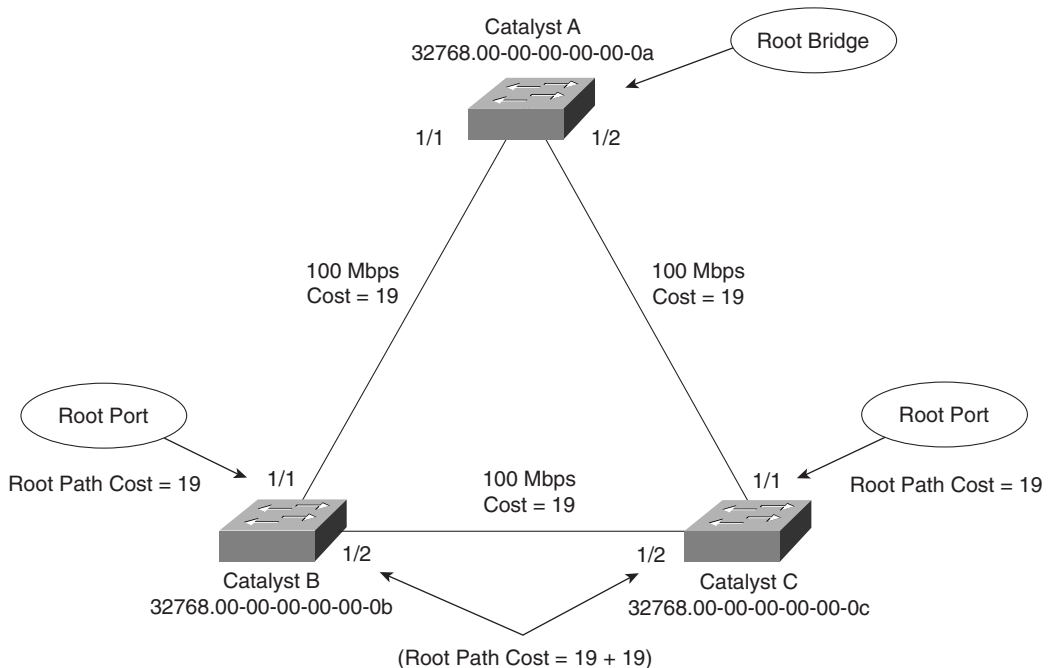 Catalyst A
32768.00-00-00-00-00-0a
Root Bridge
1/1
1/2
100 Mbps
Cost = 19
100 Mbps
Cost = 19
Root Port
Root Port
Root Path Cost = 19
1/1
100 Mbps
Cost = 19
1/1
Root Path Cost = 19
1/2
1/2
Catalyst B
32768.00-00-00-00-00-0b
Catalyst C
32768.00-00-00-00-00-0c
(Root Path Cost = 19 + 19)